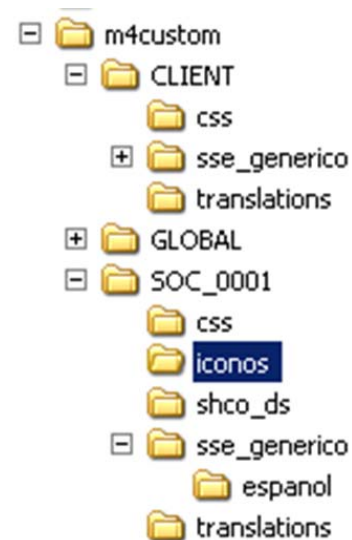 m4custom
CLIENT
css
sse_generico
translations
GLOBAL
SOC_0001
css
iconos
shco_ds
sse_generico
espanol
translations